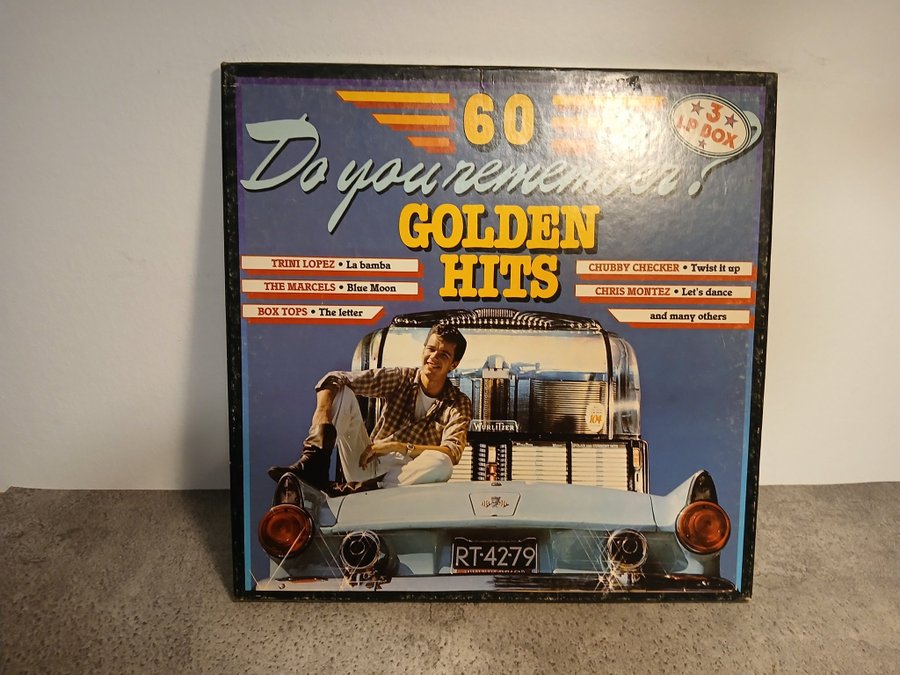 60
3
LP BOX
Do you remember?
GOLDEN
HITS
TRINI LOPEZ • La bamba
THE MARCELS • Blue Moon
BOX TOPS • The letter
CHUBBY CHECKER • Twist it up
CHRIS MONTEZ • Let's dance
and many others
WURLITZER
104
RT-42-79